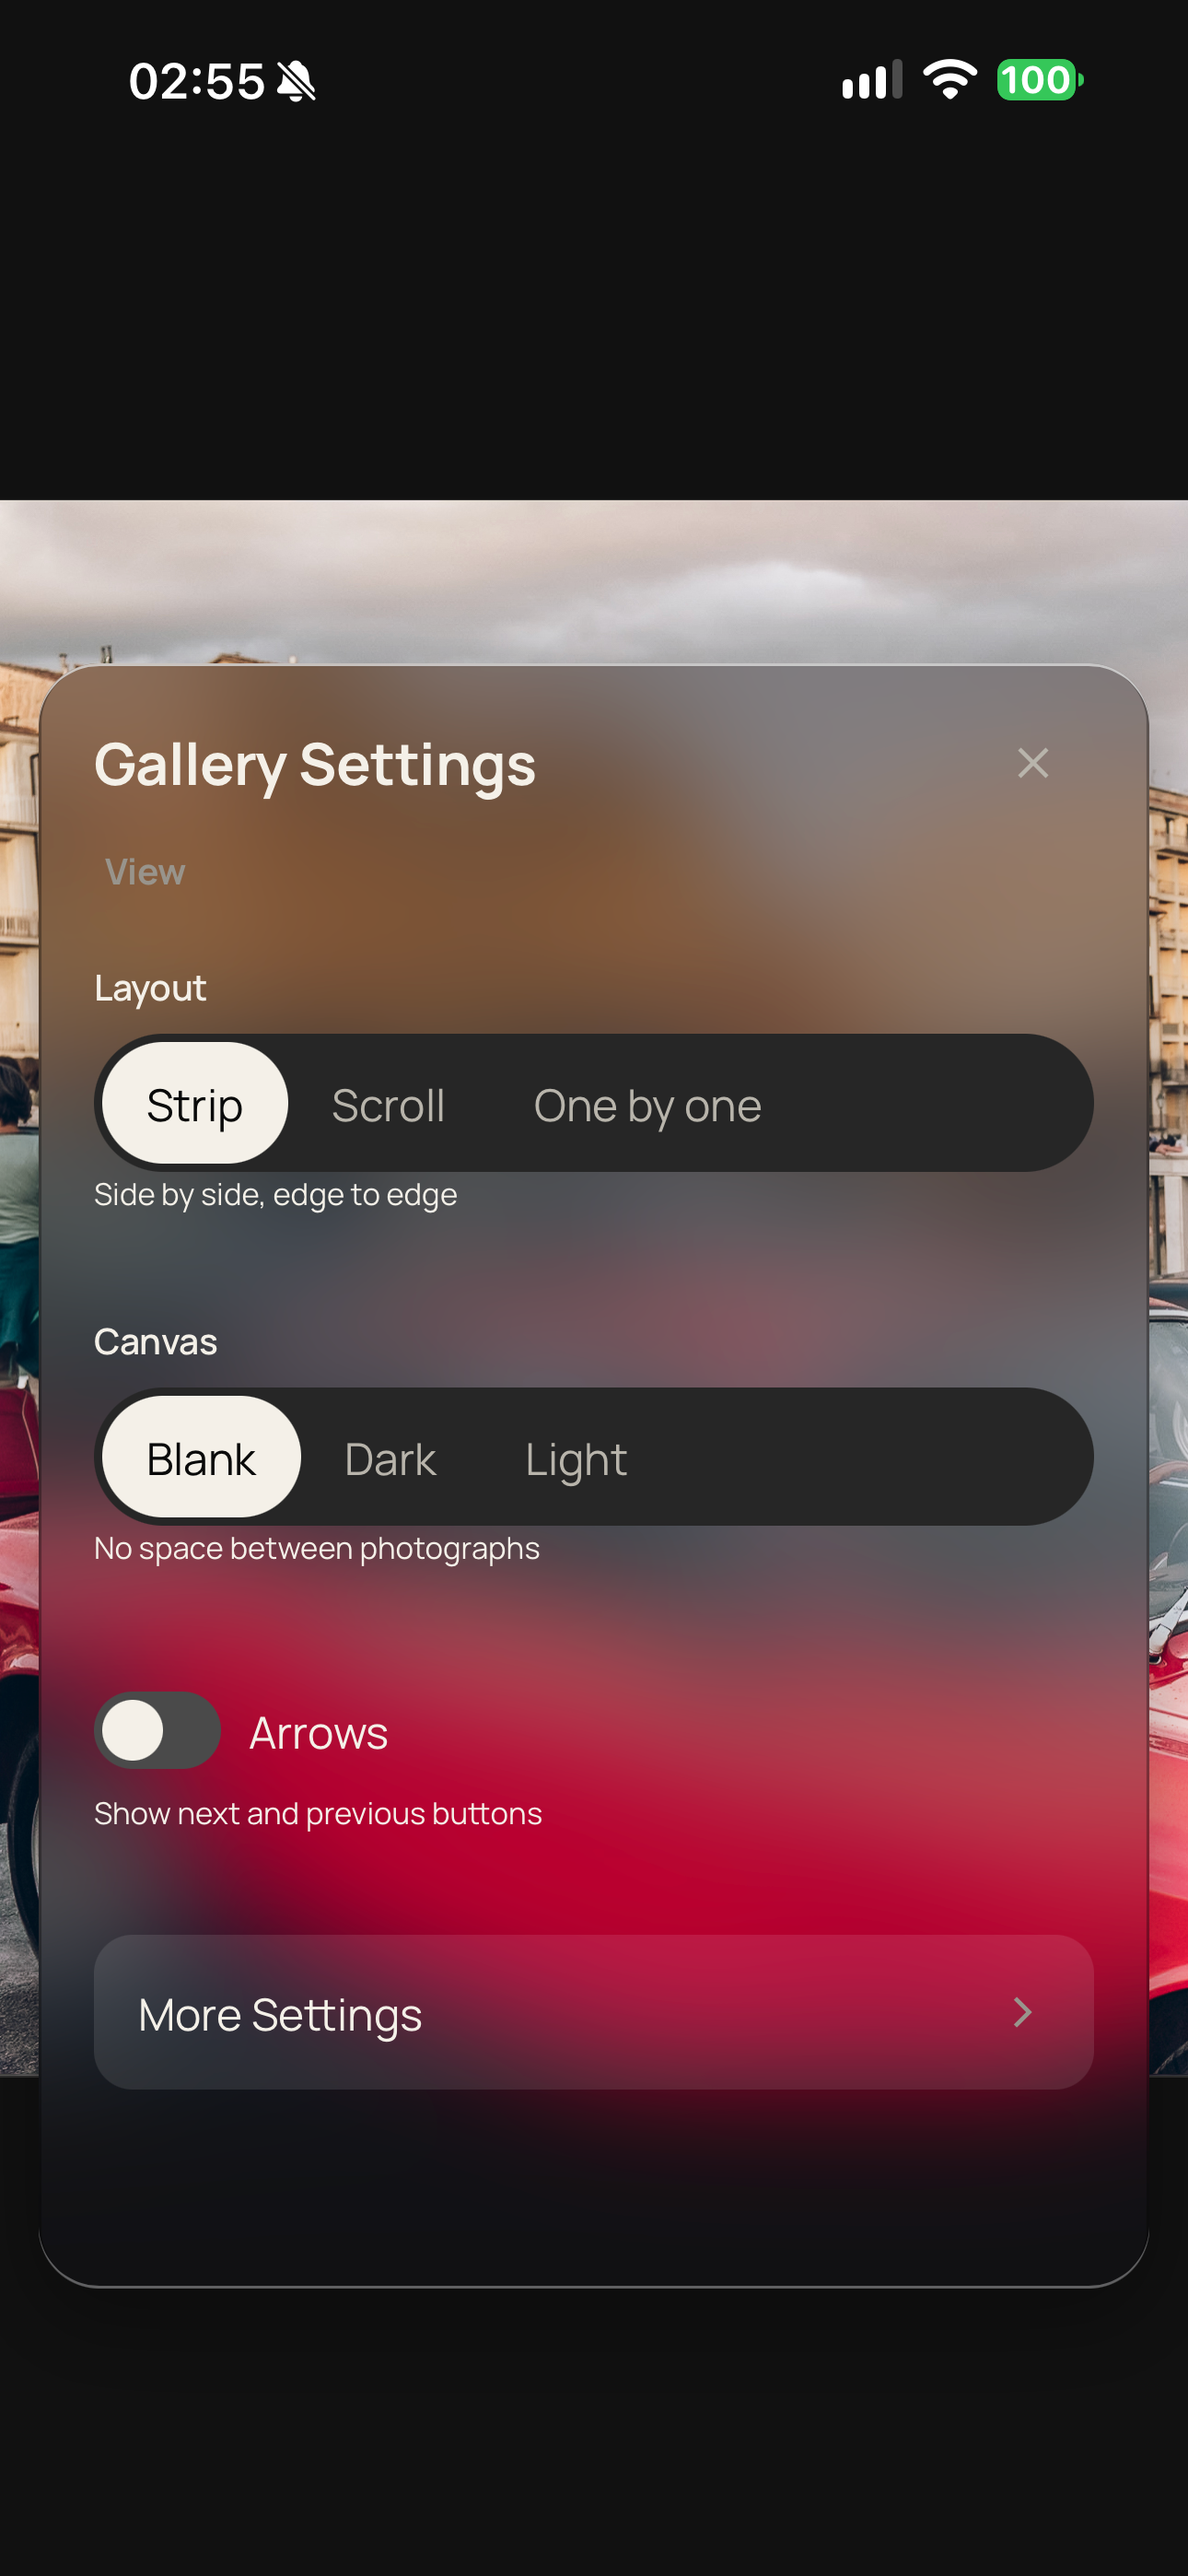 02:55
100
Gallery Settings
View
Layout
Strip
Scroll
One by one
Side by side, edge to edge
Canvas
Blank
Dark
Light
No space between photographs
Arrows
Show next and previous buttons
More Settings